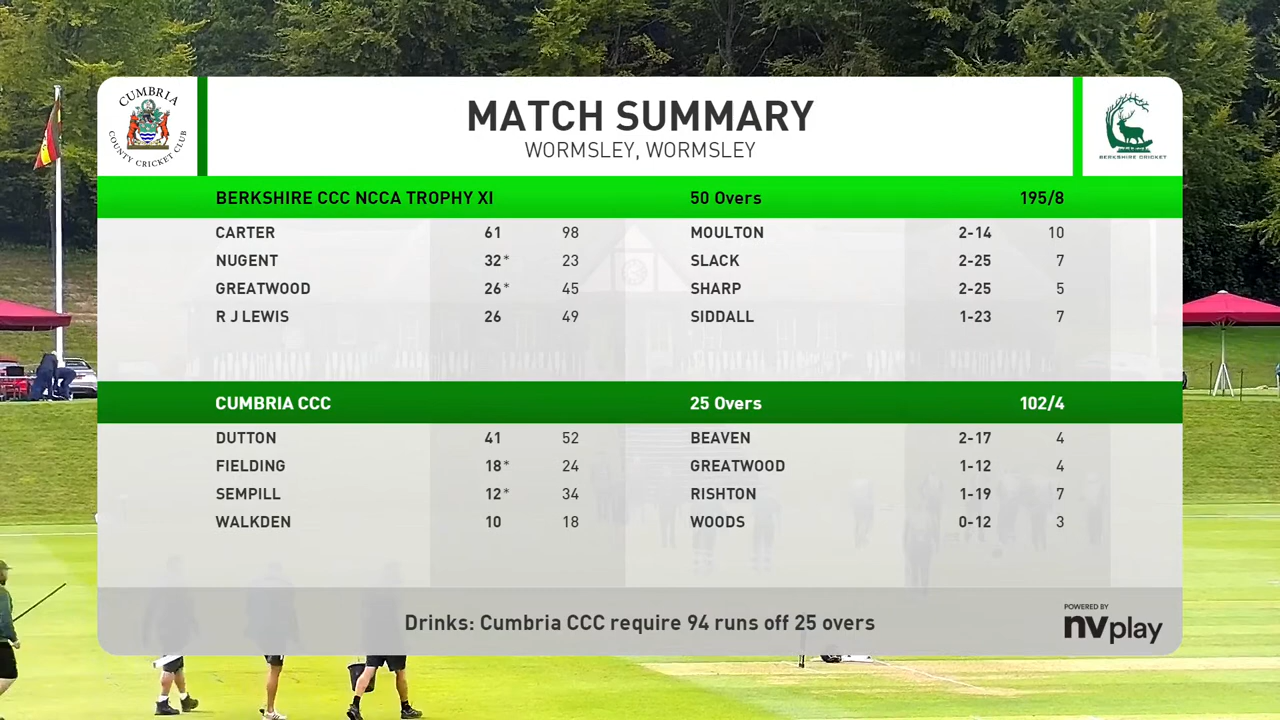 CUMBRIA
COUNTY CRICKET CLUB
MATCH SUMMARY
WORMSLEY, WORMSLEY
BERKSHIRE CRICKET
BERKSHIRE CCC NCCA TROPHY XI 50 Overs 195/8
CARTER 61 98 MOULTON 2-14 10
NUGENT 32* 23 SLACK 2-25 7
GREATWOOD 26* 45 SHARP 2-25 5
R J LEWIS 26 49 SIDDALL 1-23 7
CUMBRIA CCC 25 Overs 102/4
DUTTON 41 52 BEAVEN 2-17 4
FIELDING 18* 24 GREATWOOD 1-12 4
SEMPILL 12* 34 RISHTON 1-19 7
WALKDEN 10 18 WOODS 0-12 3
Drinks: Cumbria CCC require 94 runs off 25 overs
POWERED BY
nvplay